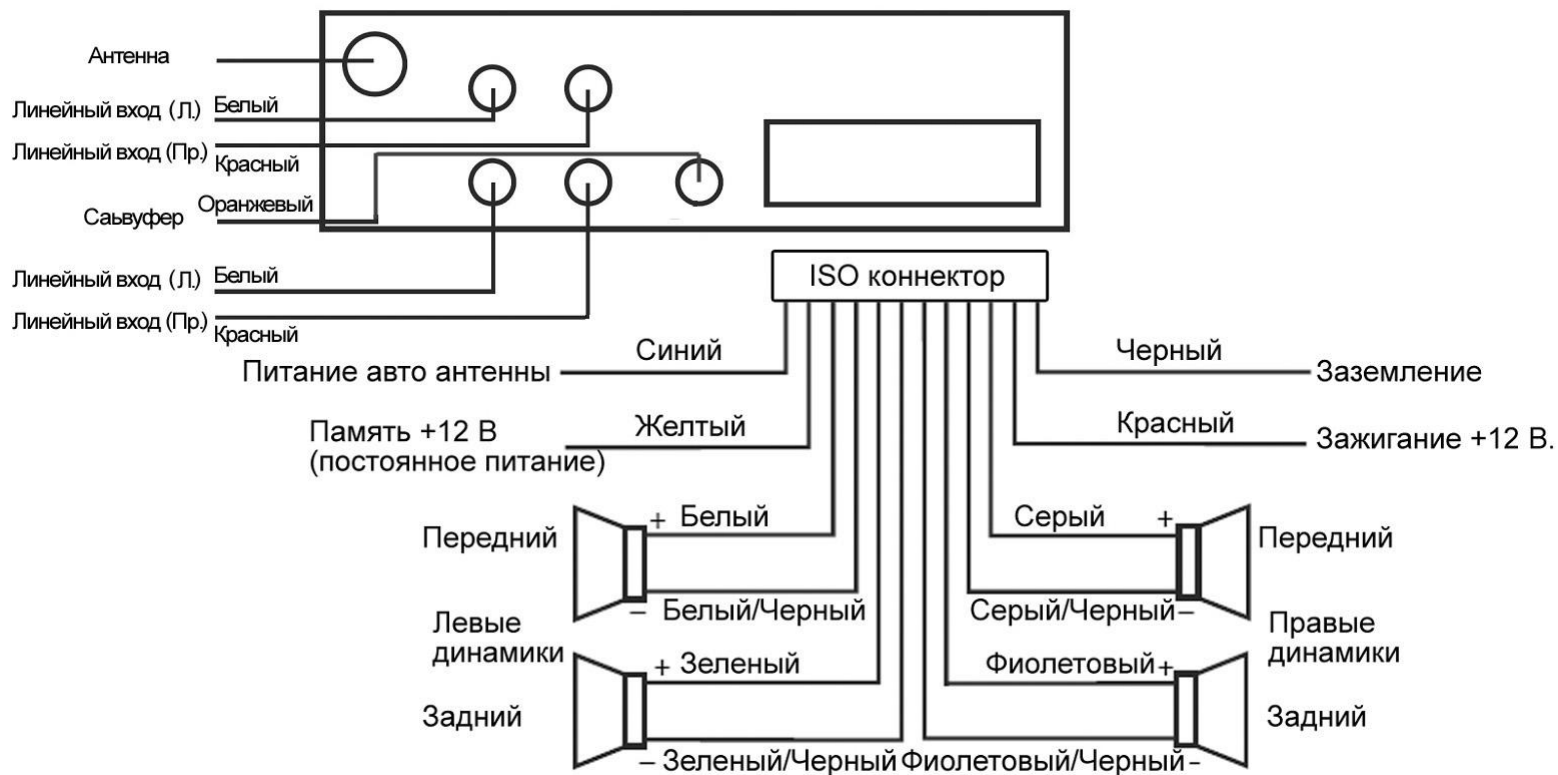 Антенна
Линейный вход (Л.) Белый
Линейный вход (Пр.) Красный
Саьвуфер Оранжевый
Линейный вход (Л.) Белый
Линейный вход (Пр.) Красный
ISO коннектор
Синий
Питание авто антенны
Черный
Заземление
Память +12 В
(постоянное питание)
Желтый
Красный
Зажигание +12 В.
Передний
+ Белый
Серый +
Передний
– Белый/Черный
Серый/Черный –
Левые
динамики
Правые
динамики
+ Зеленый
Фиолетовый +
Задний
Задний
– Зеленый/Черный
Фиолетовый/Черный –